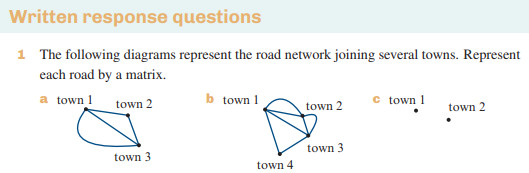 Written response questions
1 The following diagrams represent the road network joining several towns. Represent
each road by a matrix.
a town 1 town 2 b town 1 town 2 c town 1 town 2
town 3 town 3
town 4